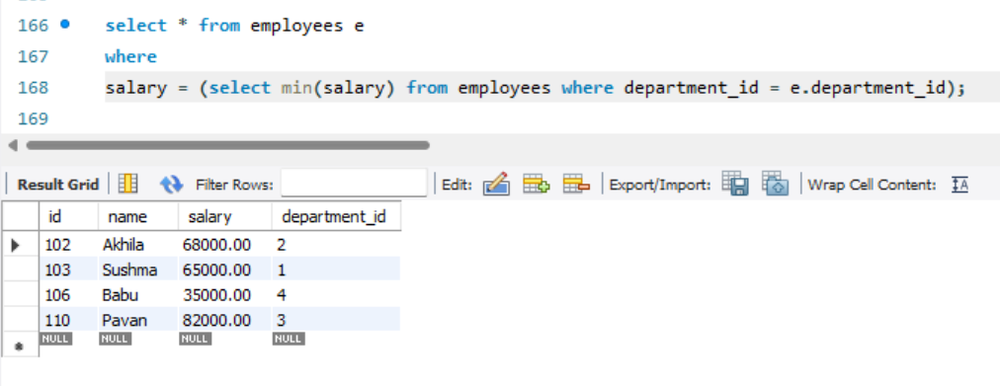 166 select * from employees e
167 where
168 salary = (select min(salary) from employees where department_id = e.department_id);
169
Result Grid Filter Rows: Edit: Export/Import: Wrap Cell Content:
id name salary department_id
102 Akhila 68000.00 2
103 Sushma 65000.00 1
106 Babu 35000.00 4
110 Pavan 82000.00 3
NULL NULL NULL NULL